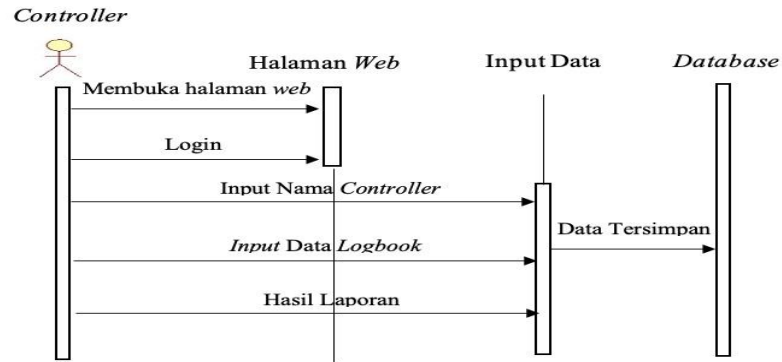 Controller
Halaman Web
Input Data
Database
Membuka halaman web
Login
Input Nama Controller
Data Tersimpan
Input Data Logbook
Hasil Laporan